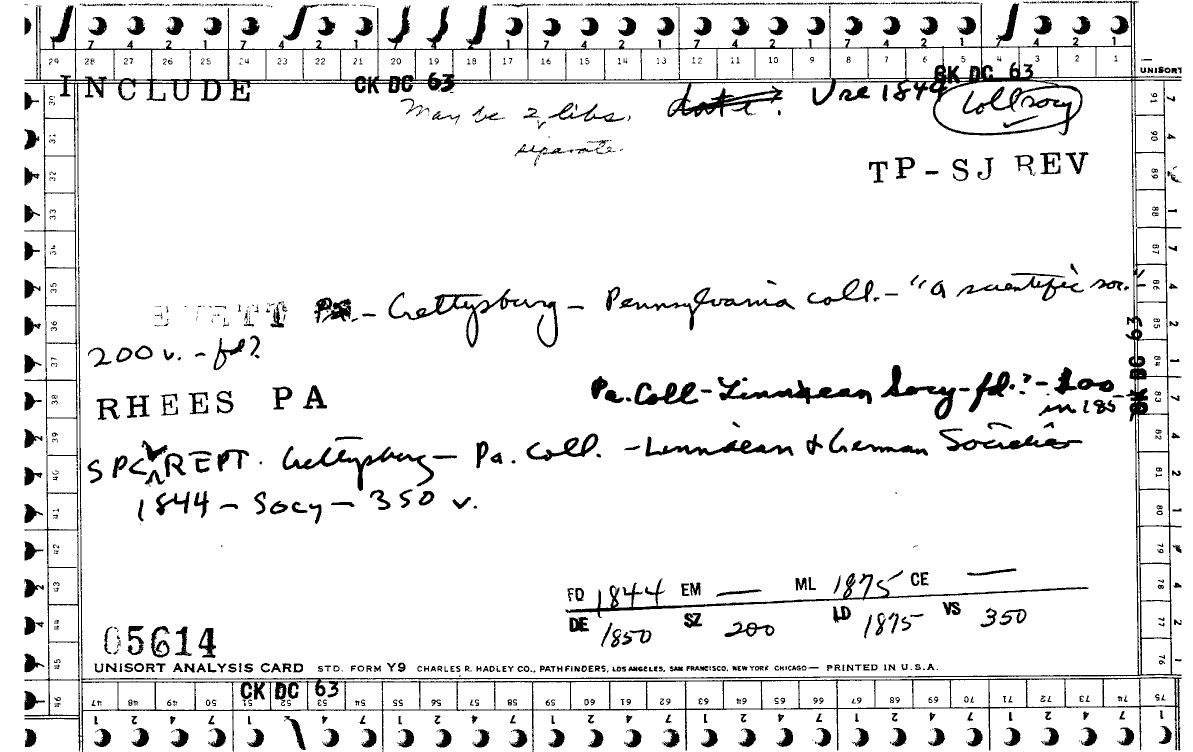 7 4 2 1 7 4 2 1 7 4 2 1 7 4 2 1 7 4 2 1 7 4 2 1 7 4 2 1
29 28 27 26 25 24 23 22 21 20 19 18 17 16 15 14 13 12 11 10 9 8 7 6 5 4 3 2 1 UNISORT
INCLUDE CK DC 63 CK DC 63
May be 2 libs. date? Use 1844 Coll socy
separate
TP-SJ REV
Pa. - Gettysburg - Pennsylvania coll. - "a scientific soc." -
200 v. - fd?
RHEES PA Pa. Coll - Linnaean Socy - fd.? - 200
in 185
SPC REPT. Gettysburg - Pa. Coll. - Linnaean & German Societies
1844 - Socy - 350 v.
FD 1844 EM — ML 1875 CE —
DE 1850 SZ 200 LD 1875 VS 350
05614
UNISORT ANALYSIS CARD STD. FORM Y9 CHARLES R. HADLEY CO., PATHFINDERS, LOS ANGELES, SAN FRANCISCO, NEW YORK CHICAGO — PRINTED IN U.S.A.
CK DC 63
46 47 48 49 50 51 52 53 54 55 56 57 58 59 60 61 62 63 64 65 66 67 68 69 70 71 72 73 74 75
1 2 4 7 1 2 4 7 1 2 4 7 1 2 4 7 1 2 4 7 1 2 4 7 1 2 4 7
30 31 32 33 34 35 36 37 38 39 40 41 42 43 44 45
91 90 89 88 87 86 85 84 83 82 81 80 79 78 77 76
CK DC 63